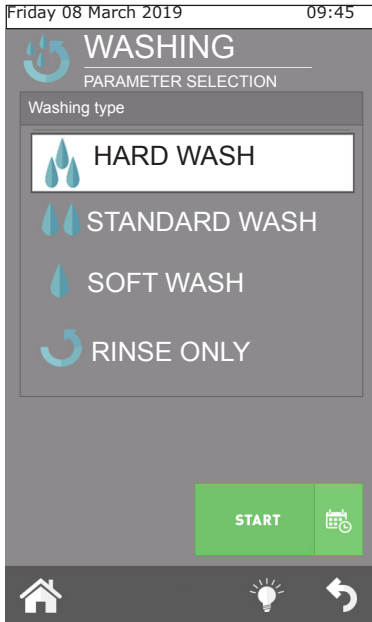 Friday 08 March 2019 09:45
WASHING
PARAMETER SELECTION
Washing type
HARD WASH
STANDARD WASH
SOFT WASH
RINSE ONLY
START